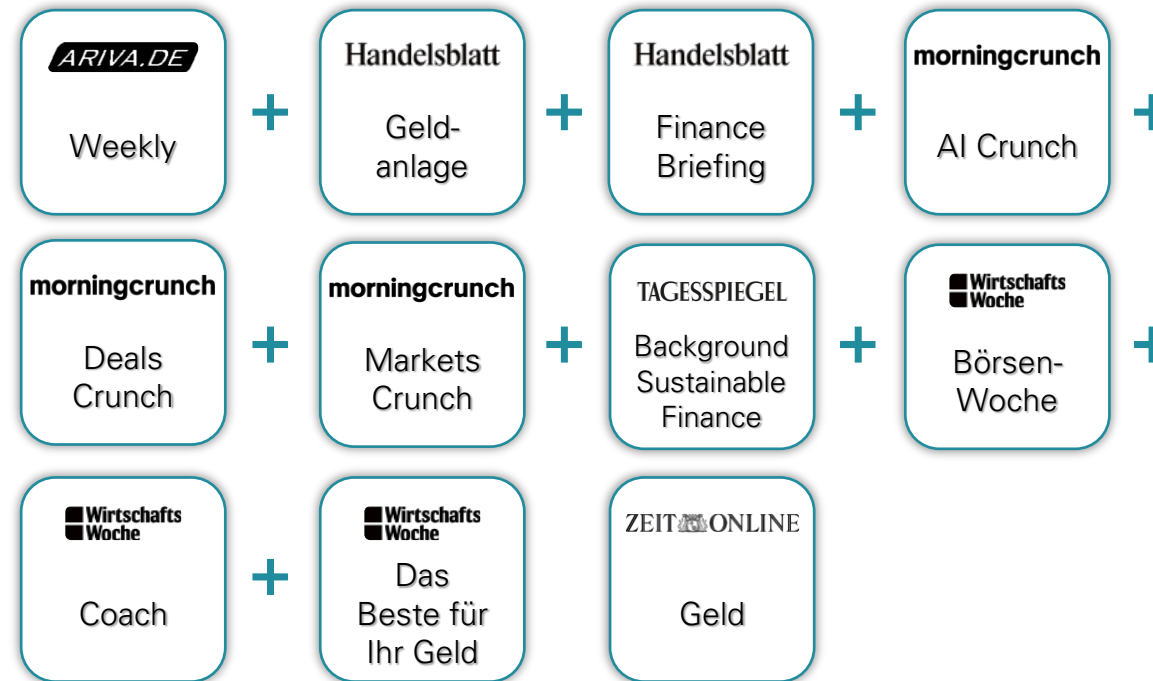 ARIVA.DE
Weekly
+
Handelsblatt
Geld-
anlage
+
Handelsblatt
Finance
Briefing
+
morningcrunch
AI Crunch
+
morningcrunch
Deals
Crunch
+
morningcrunch
Markets
Crunch
+
TAGESSPIEGEL
Background
Sustainable
Finance
+
Wirtschafts
Woche
Börsen-
Woche
+
Wirtschafts
Woche
Coach
+
Wirtschafts
Woche
Das
Beste für
Ihr Geld
ZEIT ONLINE
Geld